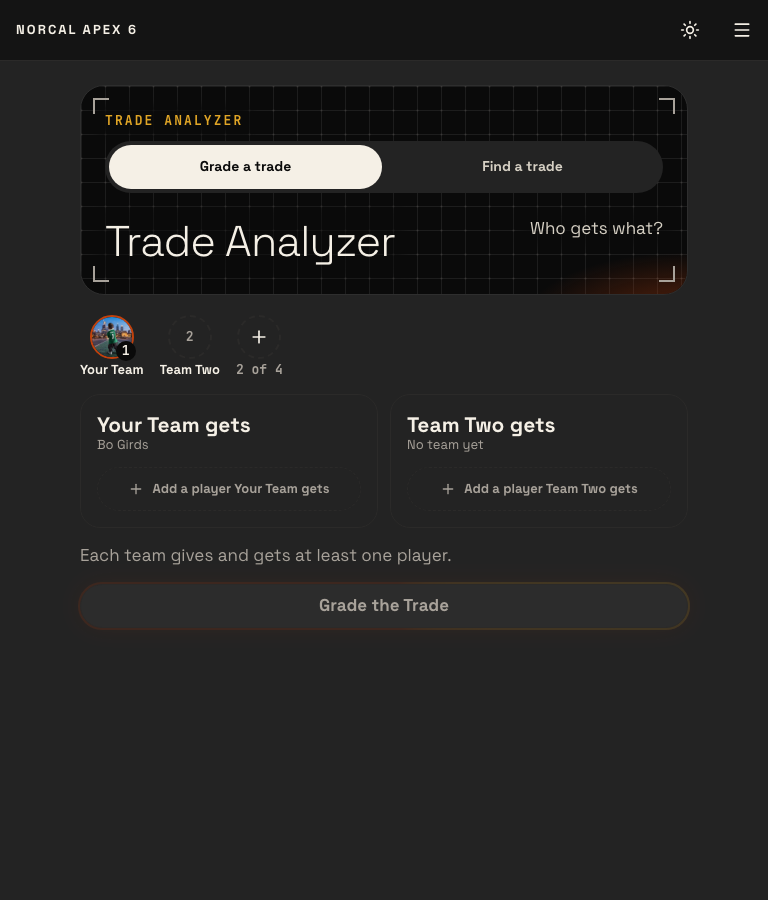 NORCAL APEX 6
TRADE ANALYZER
Grade a trade
Find a trade
Trade Analyzer
Who gets what?
1
2
Your Team
Team Two
2 of 4
Your Team gets
Bo Girds
Add a player Your Team gets
Team Two gets
No team yet
Add a player Team Two gets
Each team gives and gets at least one player.
Grade the Trade